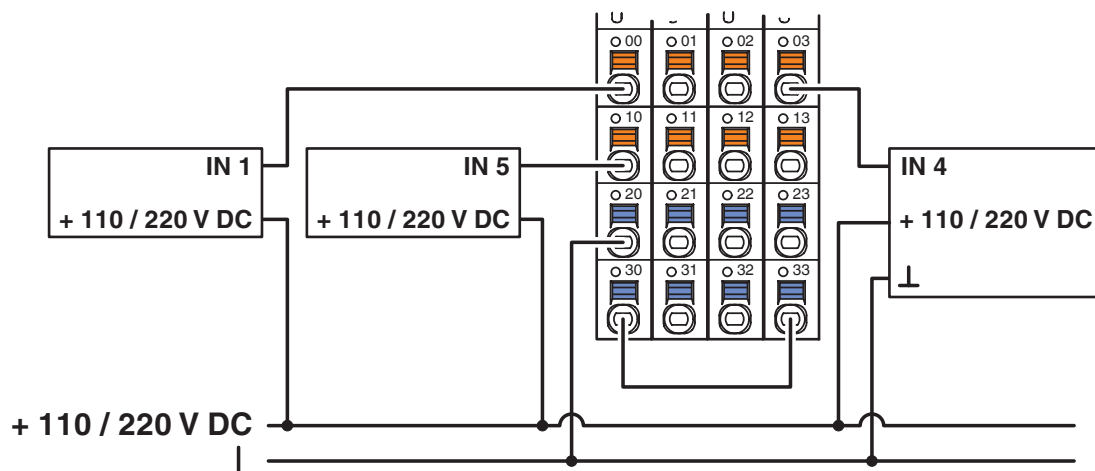 00 01 02 03
10 11 12 13
IN 1
IN 5
IN 4
20 21 22 23
+ 110 / 220 V DC
+ 110 / 220 V DC
+ 110 / 220 V DC
30 31 32 33
+ 110 / 220 V DC